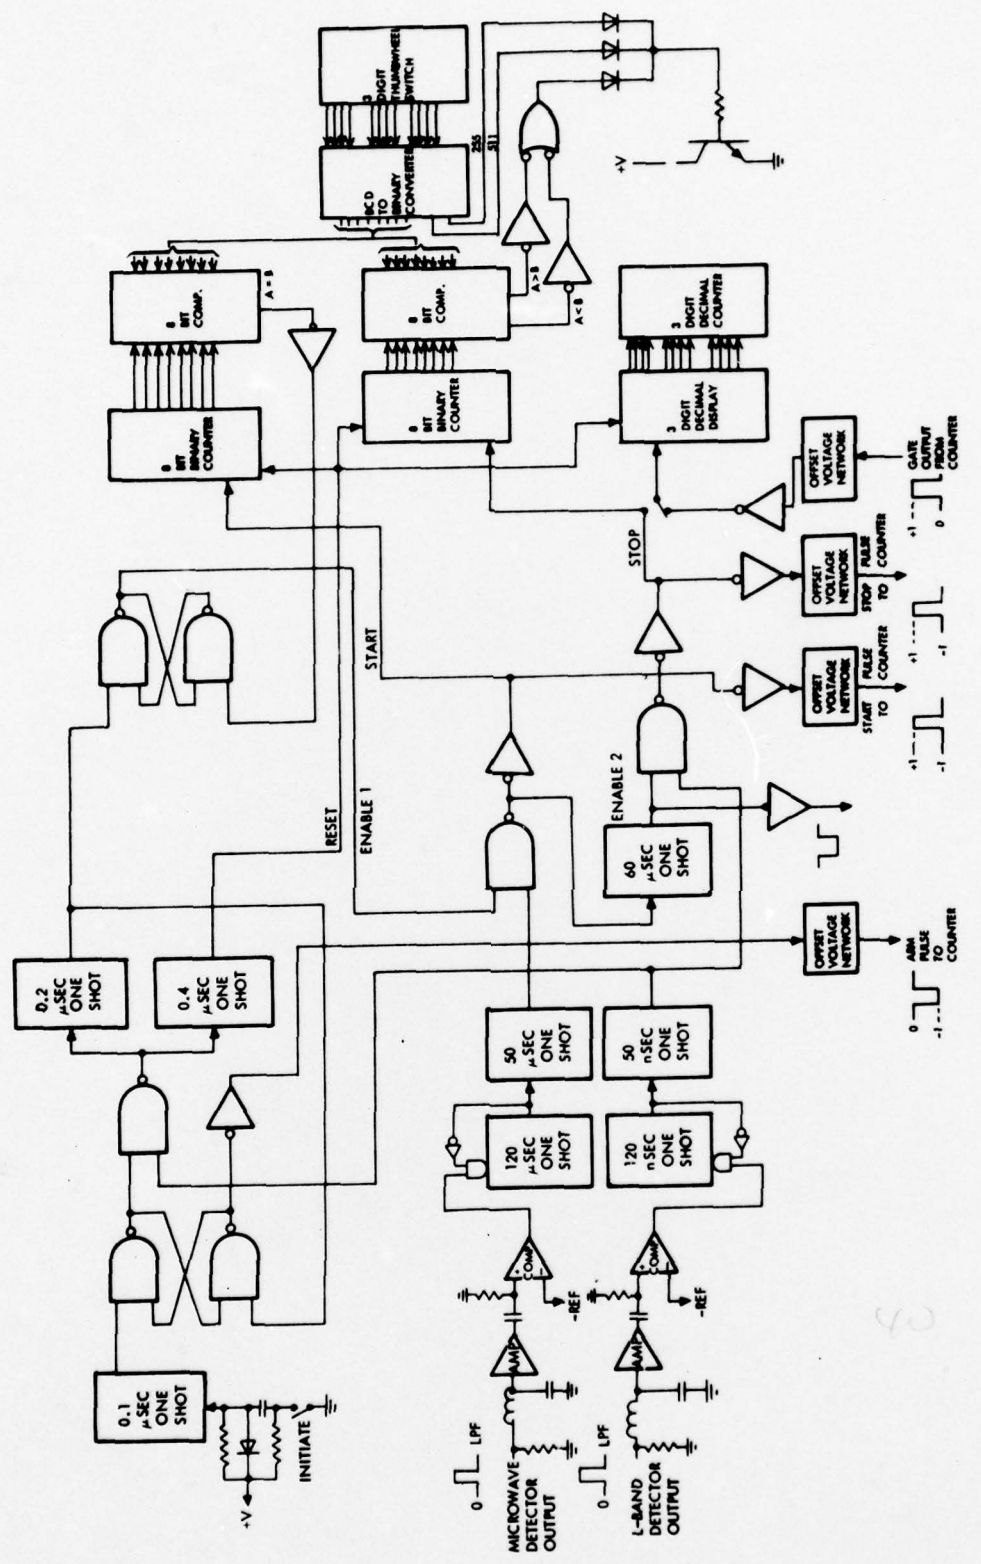 0.1
μSEC
ONE
SHOT
+V
INITIATE
0.2
μSEC
ONE
SHOT
0.4
μSEC
ONE
SHOT
RESET
ENABLE 1
START
8
BIT
BINARY
COUNTER
8
BIT
COMP.
A = B
8
BIT
BINARY
COUNTER
8
BIT
COMP.
A>B
A<B
BCD
TO
BINARY
CONVERTER
3
DIGIT
THUMBWHEEL
SWITCH
255
511
+V
0
LPF
MICROWAVE
DETECTOR
OUTPUT
AMP
+
COMP
-
-REF
120
μSEC
ONE
SHOT
50
μSEC
ONE
SHOT
0
LPF
L-BAND
DETECTOR
OUTPUT
AMP
+
COMP
-
-REF
120
nSEC
ONE
SHOT
50
nSEC
ONE
SHOT
60
μSEC
ONE
SHOT
ENABLE 2
STOP
3
DIGIT
DECIMAL
DISPLAY
3
DIGIT
DECIMAL
COUNTER
OFFSET
VOLTAGE
NETWORK
0
-1
ARM
PULSE
TO
COUNTER
OFFSET
VOLTAGE
NETWORK
START PULSE
TO COUNTER
+1
-1
OFFSET
VOLTAGE
NETWORK
STOP PULSE
TO COUNTER
+1
-1
OFFSET
VOLTAGE
NETWORK
GATE
OUTPUT
FROM
COUNTER
+1
0